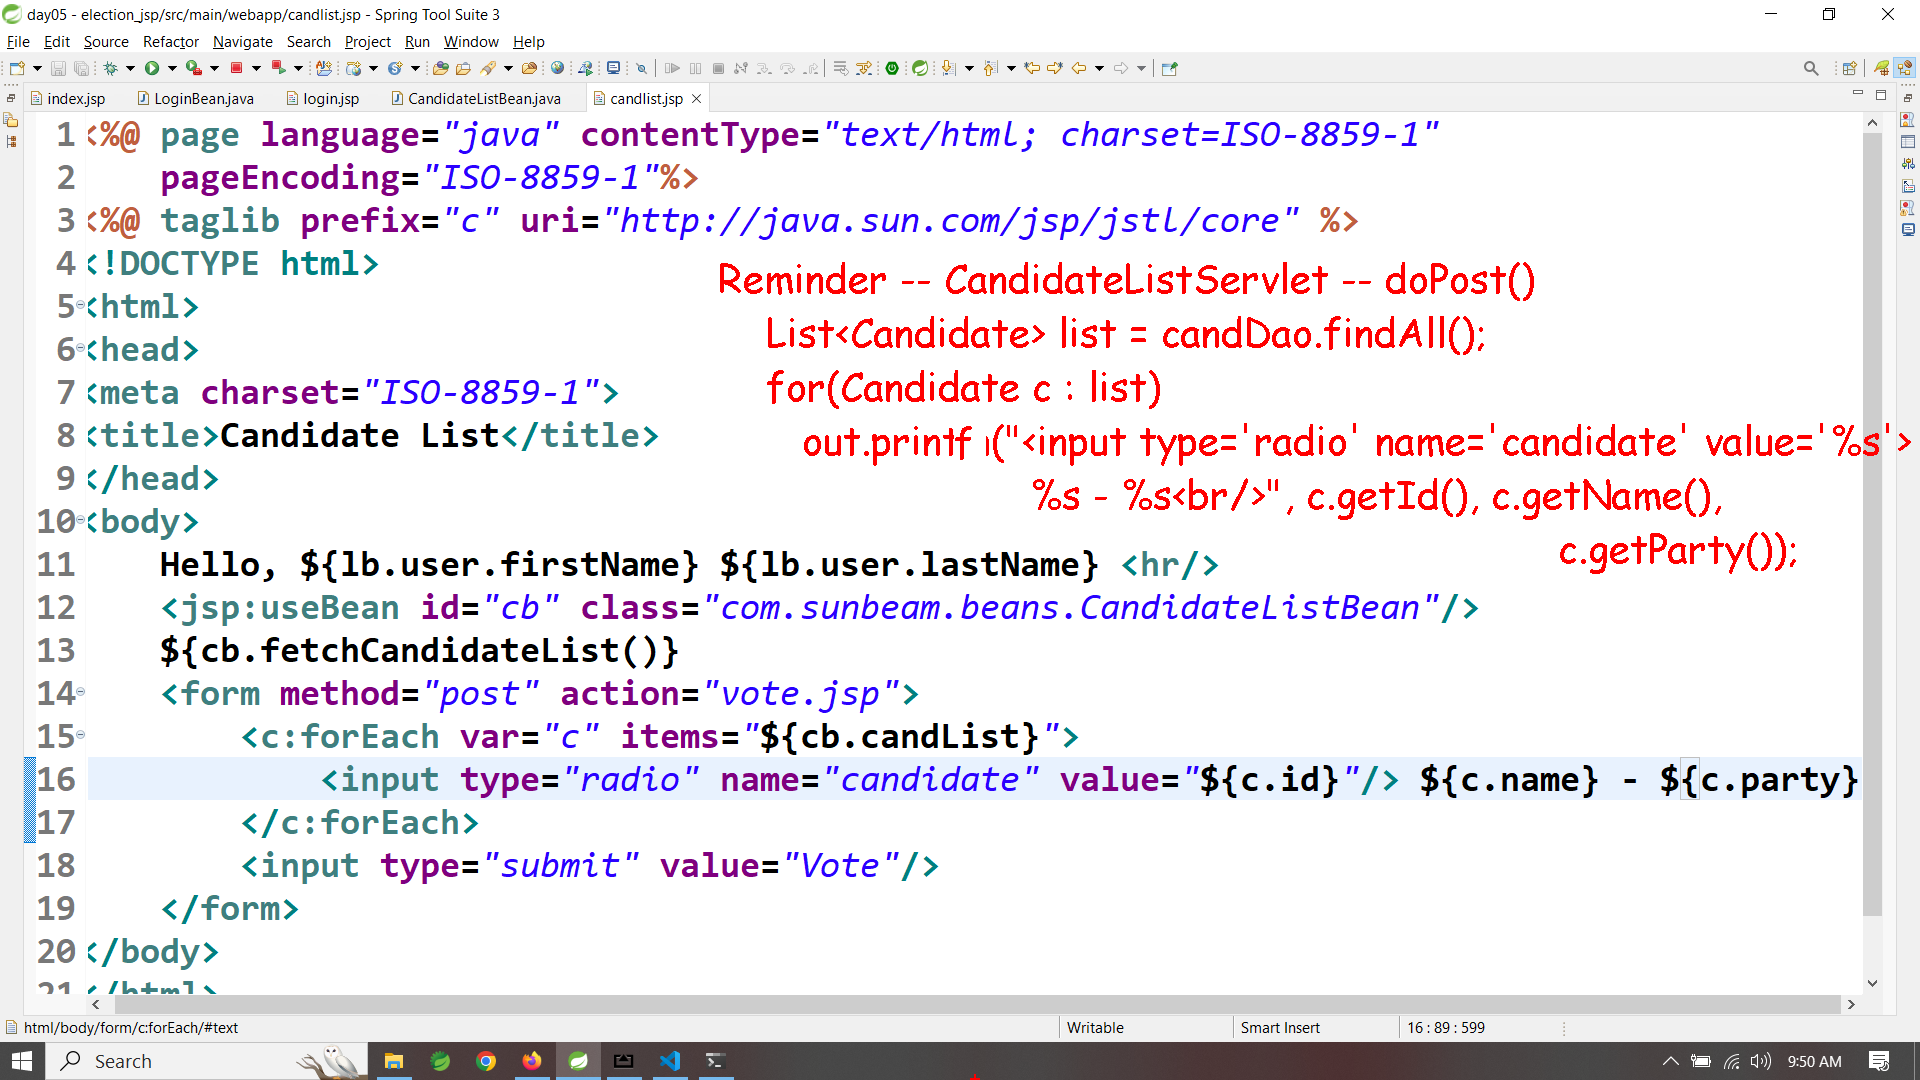 day05 - election_jsp/src/main/webapp/candlist.jsp - Spring Tool Suite 3
File Edit Source Refactor Navigate Search Project Run Window Help
index.jsp LoginBean.java login.jsp CandidateListBean.java candlist.jsp
1 <%@ page language="java" contentType="text/html; charset=ISO-8859-1"
2 pageEncoding="ISO-8859-1"%>
3 <%@ taglib prefix="c" uri="http://java.sun.com/jsp/jstl/core" %>
4 <!DOCTYPE html>
Reminder -- CandidateListServlet -- doPost()
5 <html>
List<Candidate> list = candDao.findAll();
6 <head>
for(Candidate c : list)
7 <meta charset="ISO-8859-1">
8 <title>Candidate List</title>
out.printf ("<input type='radio' name='candidate' value='%s'>
9 </head>
%s - %s<br/>", c.getId(), c.getName(),
10 <body>
c.getParty());
11 Hello, ${lb.user.firstName} ${lb.user.lastName} <hr/>
12 <jsp:useBean id="cb" class="com.sunbeam.beans.CandidateListBean"/>
13 ${cb.fetchCandidateList()}
14 <form method="post" action="vote.jsp">
15 <c:forEach var="c" items="${cb.candList}">
16 <input type="radio" name="candidate" value="${c.id}"/> ${c.name} - ${c.party}
17 </c:forEach>
18 <input type="submit" value="Vote"/>
19 </form>
20 </body>
21 </html>
html/body/form/c:forEach/#text Writable Smart Insert 16 : 89 : 599
Search 9:50 AM